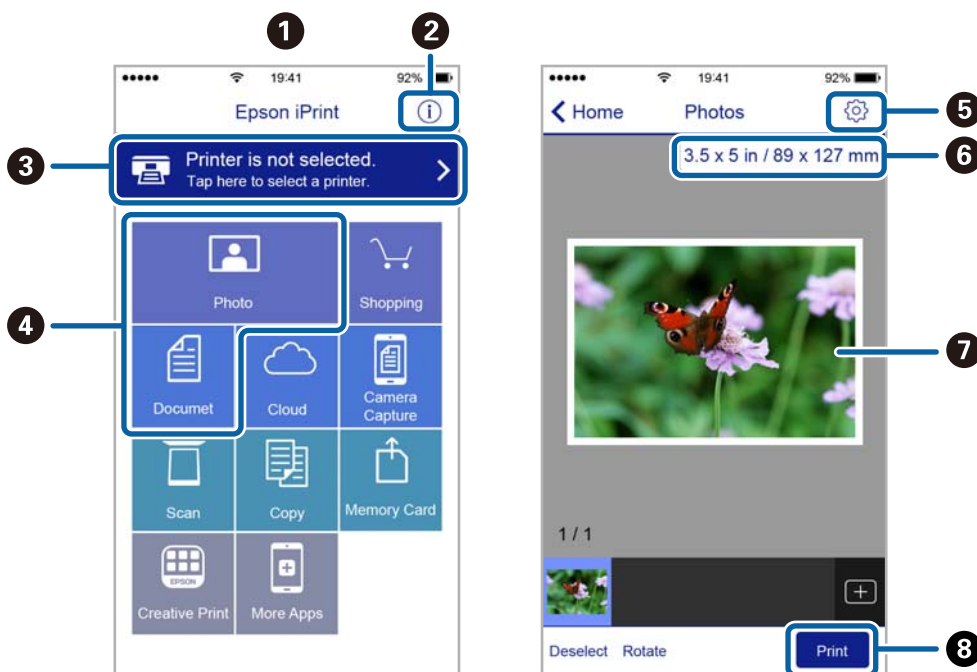 1
2
19:41
92%
Epson iPrint
3
Printer is not selected.
Tap here to select a printer.
4
Photo
Shopping
Documet
Cloud
Camera
Capture
Scan
Copy
Memory Card
EPSON
Creative Print
More Apps
19:41
92%
Home
Photos
5
3.5 x 5 in / 89 x 127 mm
6
7
1 / 1
Deselect
Rotate
Print
8